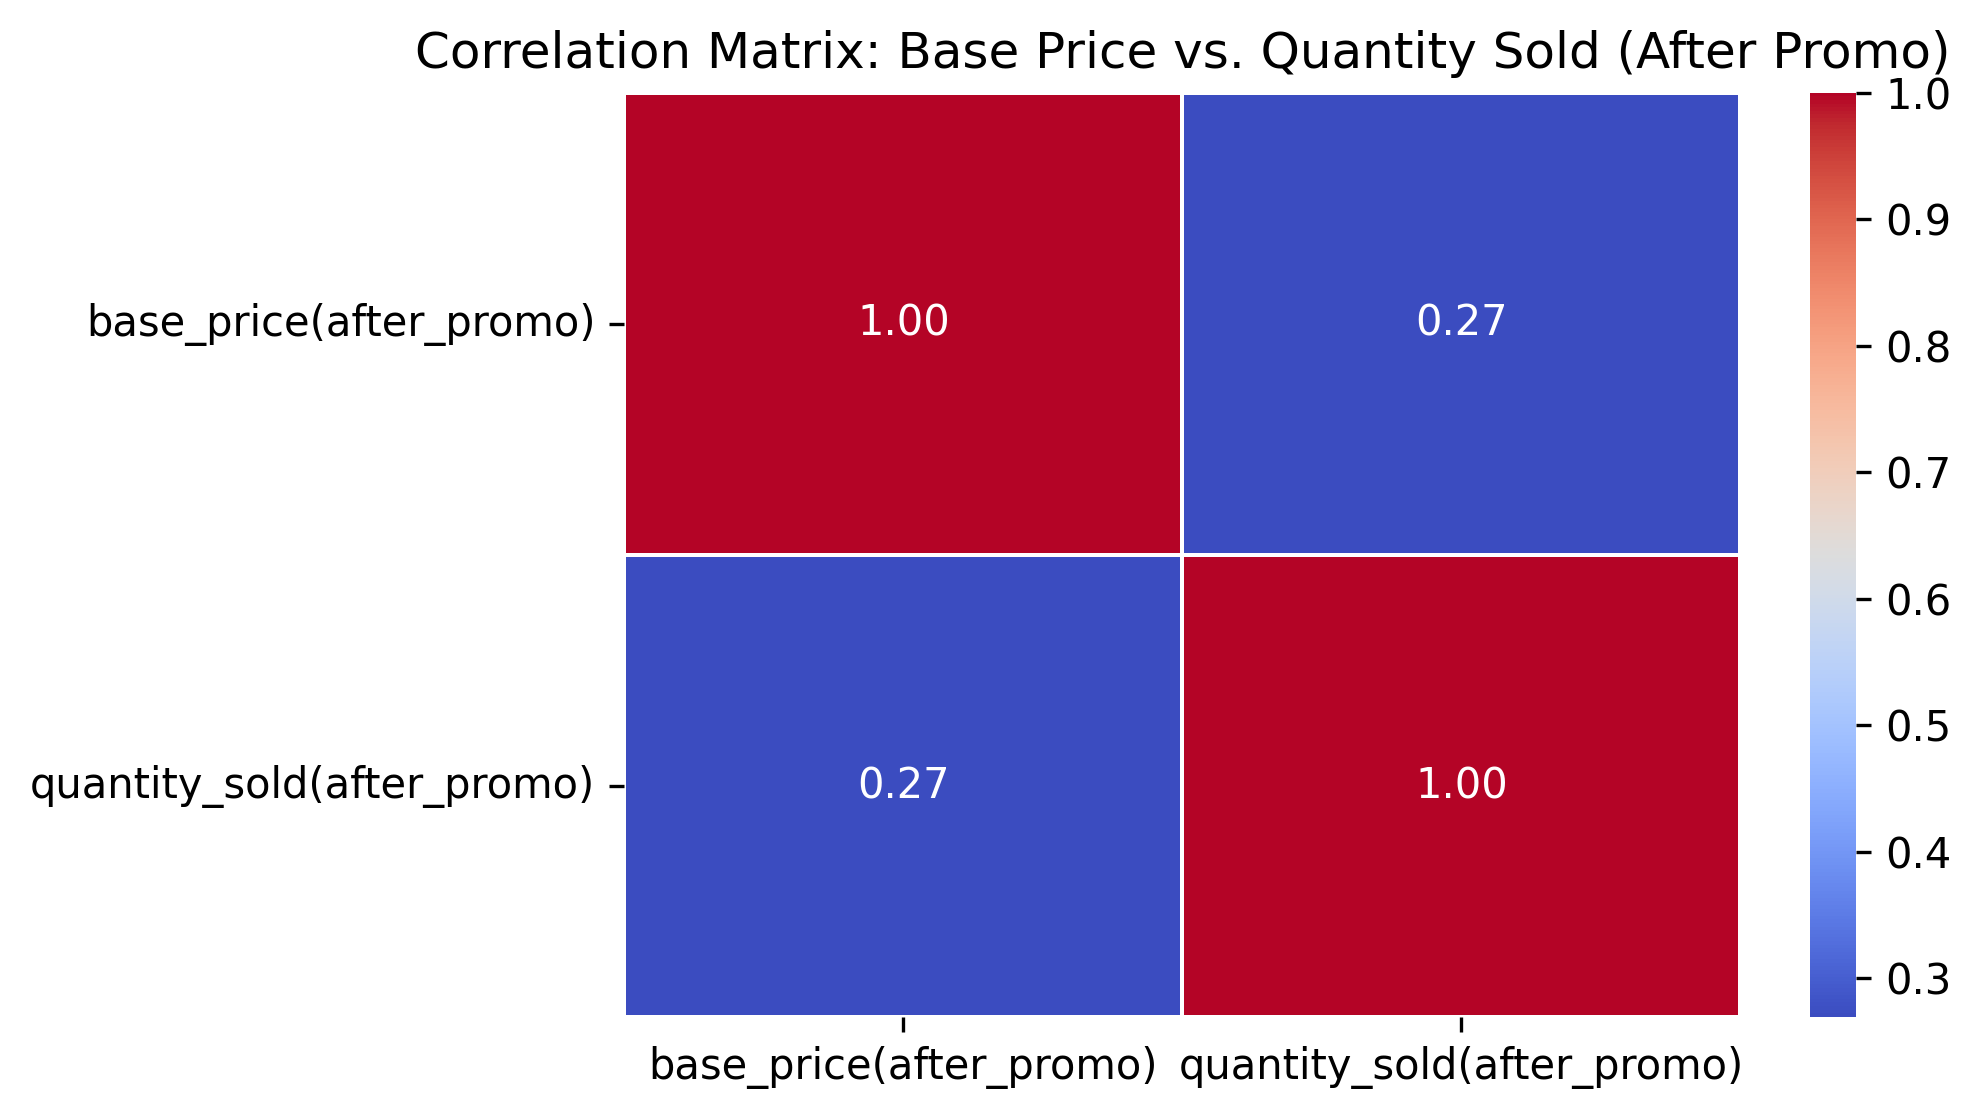 Correlation Matrix: Base Price vs. Quantity Sold (After Promo)
base_price(after_promo)
1.00
0.27
quantity_sold(after_promo)
0.27
1.00
base_price(after_promo)
quantity_sold(after_promo)
1.0
0.9
0.8
0.7
0.6
0.5
0.4
0.3